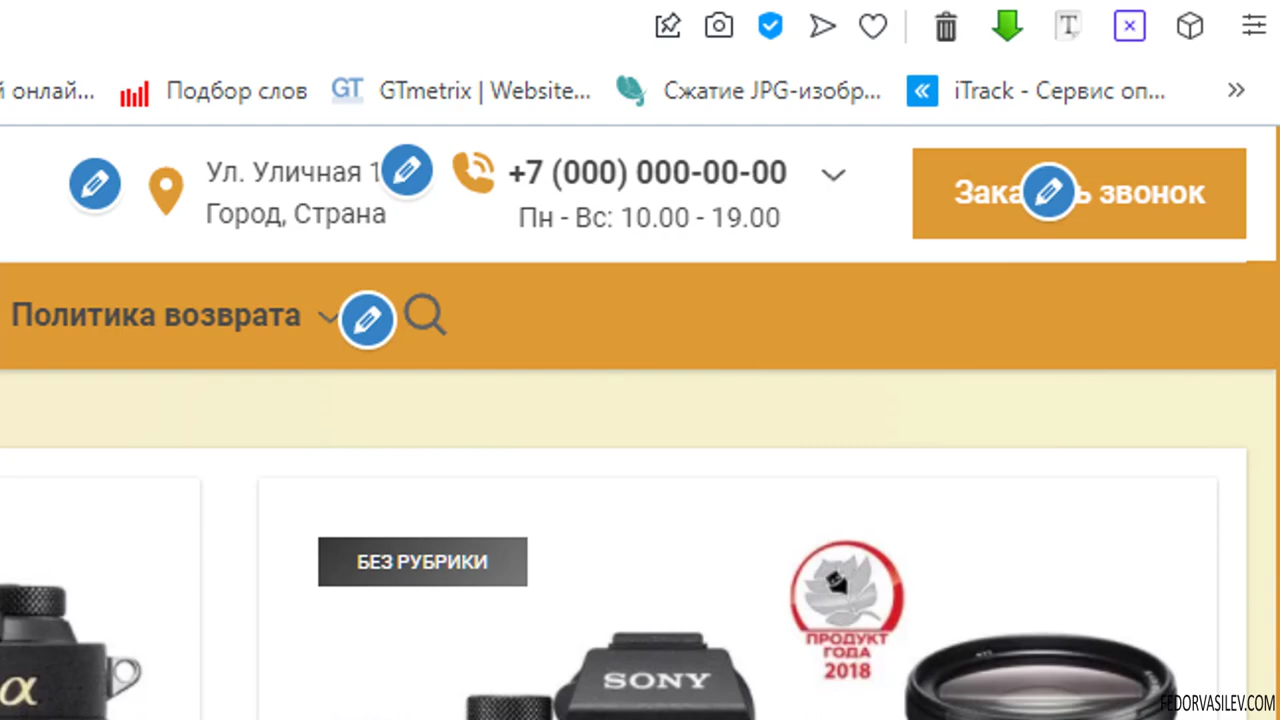 T
й онлай...
Подбор слов
GT
GTmetrix | Website...
Сжатие JPG-изобр...
iTrack - Сервис оп...
Ул. Уличная 1
+7 (000) 000-00-00
Город, Страна
Пн - Вс: 10.00 - 19.00
звонок
Политика возврата
БЕЗ РУБРИКИ
ПРОДУКТ
ГОДА
2018
SONY
α
FEDORVASILEV.COM